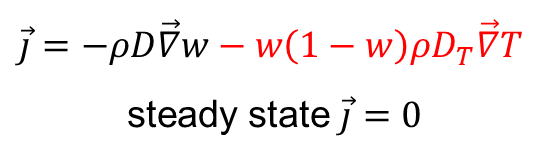 j⃗ = −ρD∇⃗w − w(1 − w)ρD_T∇⃗T
steady state j⃗ = 0